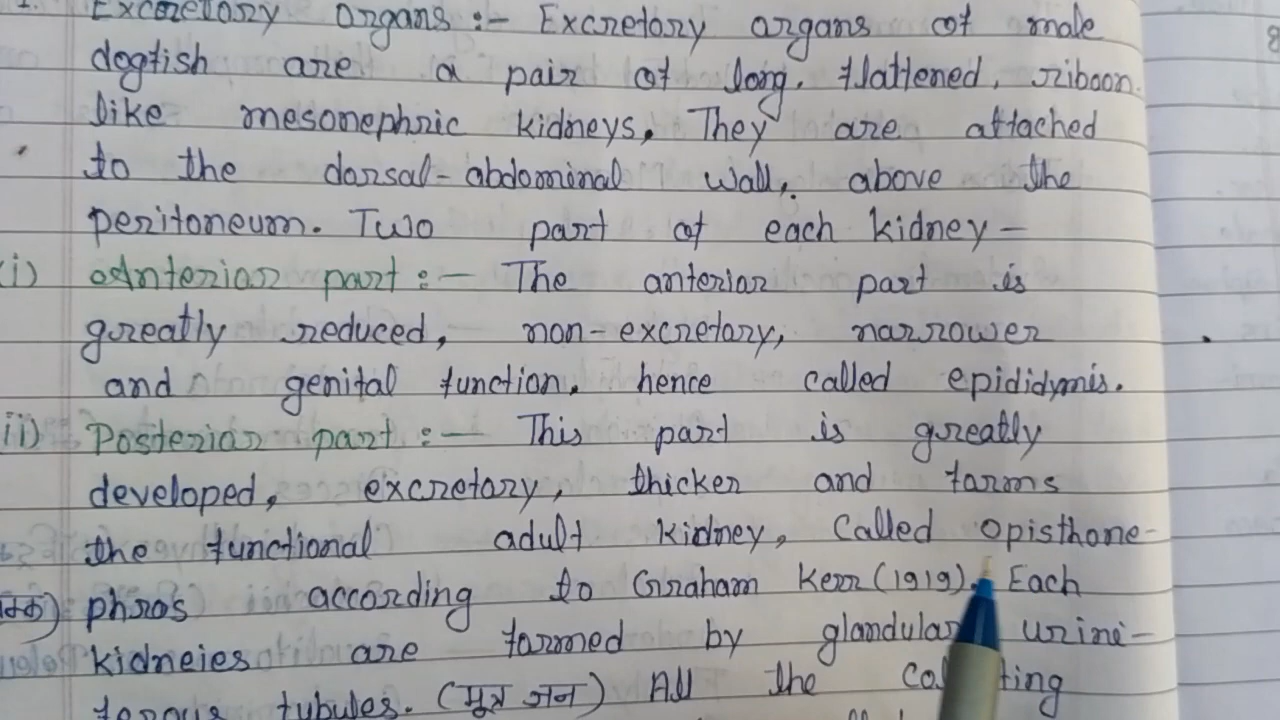 1. Excretory Organs :- Excretory organs of male
dogfish are a pair of long, flattened, ribbon
like mesonephric kidneys, They are attached
to the dorsal-abdominal wall, above the
peritoneum. Two part of each kidney -
(i) Anterior part :- The anterior part is
greatly reduced, non-excretory, narrower
and genital function, hence called epididymis.
(ii) Posterior part :- This part is greatly
developed, excretory, thicker and forms
the functional adult kidney, called opisthone-
phros according to Graham Kerr (1919). Each
kidneies are formed by glandular urini-
ferous tubules. (मूत्र जन) All the